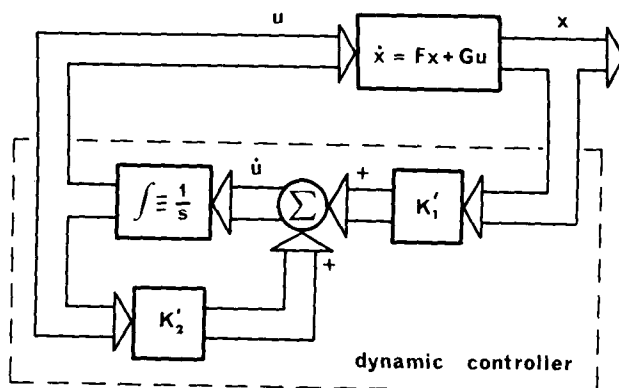 u
x
ẋ = Fx + Gu
u̇
+
∫ ≡ 1/s
Σ
K₁′
+
K₂′
dynamic controller